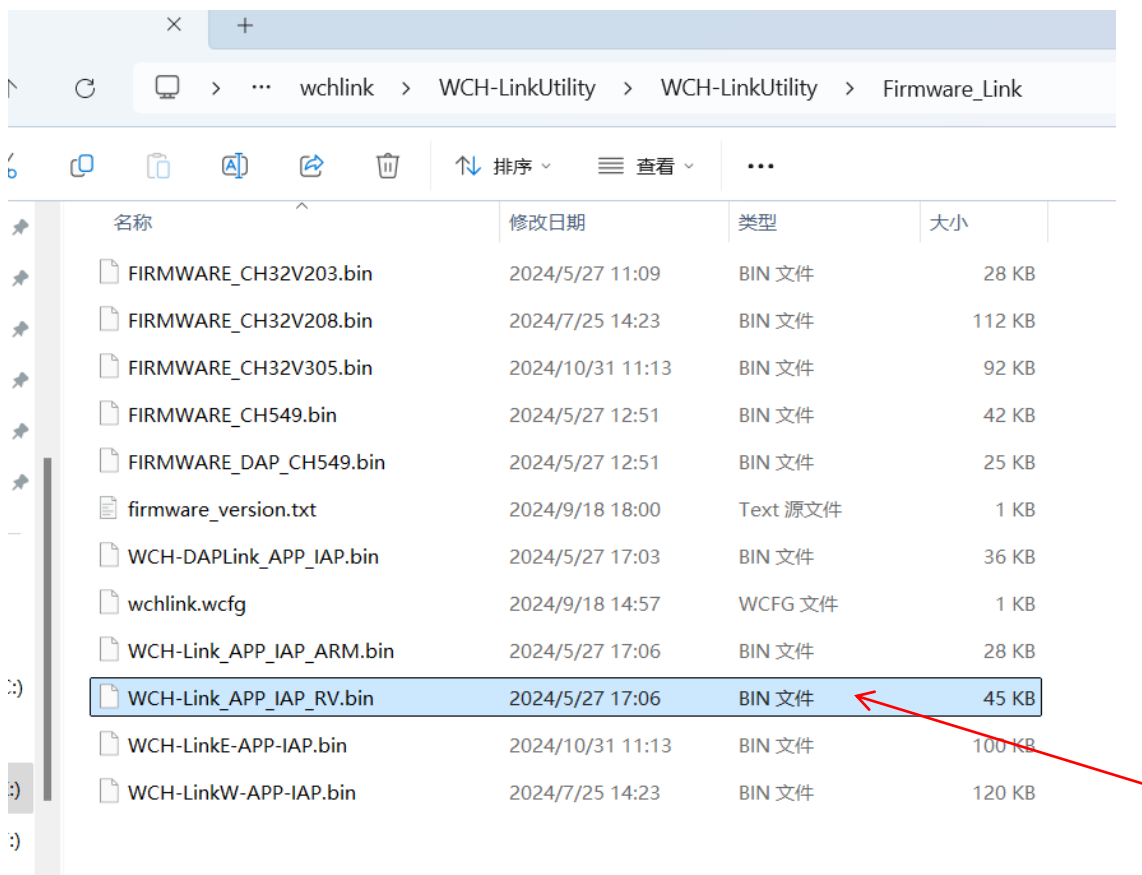 wchlink > WCH-LinkUtility > WCH-LinkUtility > Firmware_Link
排序 查看
名称 修改日期 类型 大小
FIRMWARE_CH32V203.bin 2024/5/27 11:09 BIN 文件 28 KB
FIRMWARE_CH32V208.bin 2024/7/25 14:23 BIN 文件 112 KB
FIRMWARE_CH32V305.bin 2024/10/31 11:13 BIN 文件 92 KB
FIRMWARE_CH549.bin 2024/5/27 12:51 BIN 文件 42 KB
FIRMWARE_DAP_CH549.bin 2024/5/27 12:51 BIN 文件 25 KB
firmware_version.txt 2024/9/18 18:00 Text 源文件 1 KB
WCH-DAPLink_APP_IAP.bin 2024/5/27 17:03 BIN 文件 36 KB
wchlink.wcfg 2024/9/18 14:57 WCFG 文件 1 KB
WCH-Link_APP_IAP_ARM.bin 2024/5/27 17:06 BIN 文件 28 KB
:) WCH-Link_APP_IAP_RV.bin 2024/5/27 17:06 BIN 文件 45 KB
WCH-LinkE-APP-IAP.bin 2024/10/31 11:13 BIN 文件 100 KB
:) WCH-LinkW-APP-IAP.bin 2024/7/25 14:23 BIN 文件 120 KB
:)